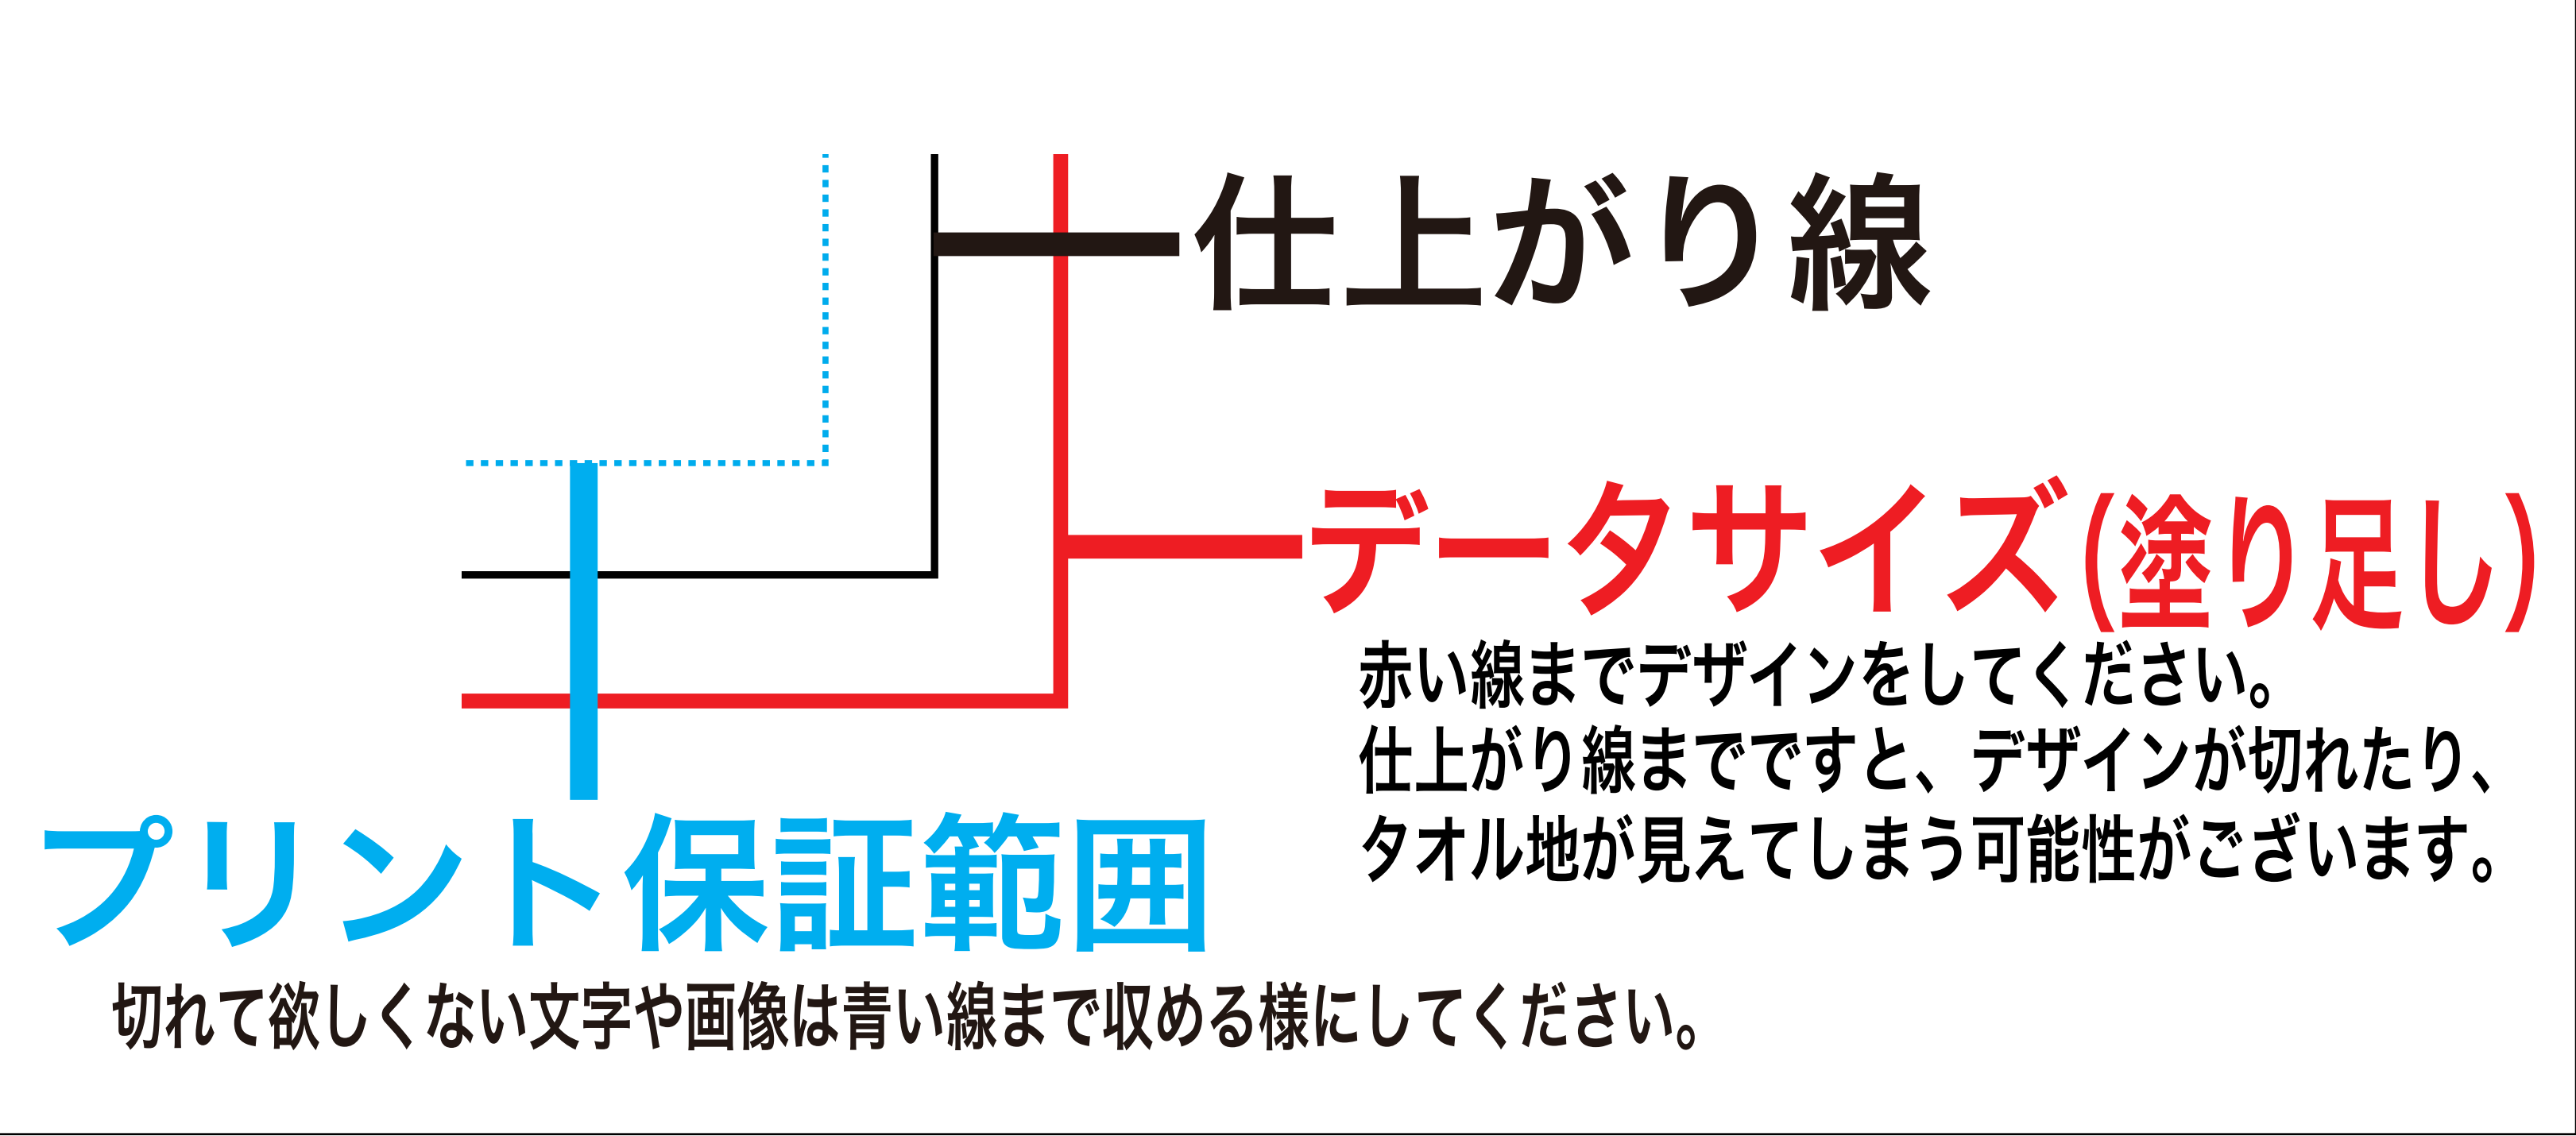 仕上がり線
データサイズ(塗り足し)
赤い線までデザインをしてください。
仕上がり線まですと、デザインが切れたり、
タオル地が見えてしまう可能性がございます。
プリント保証範囲
切れて欲しくない文字や画像は青い線まで収める様にしてください。